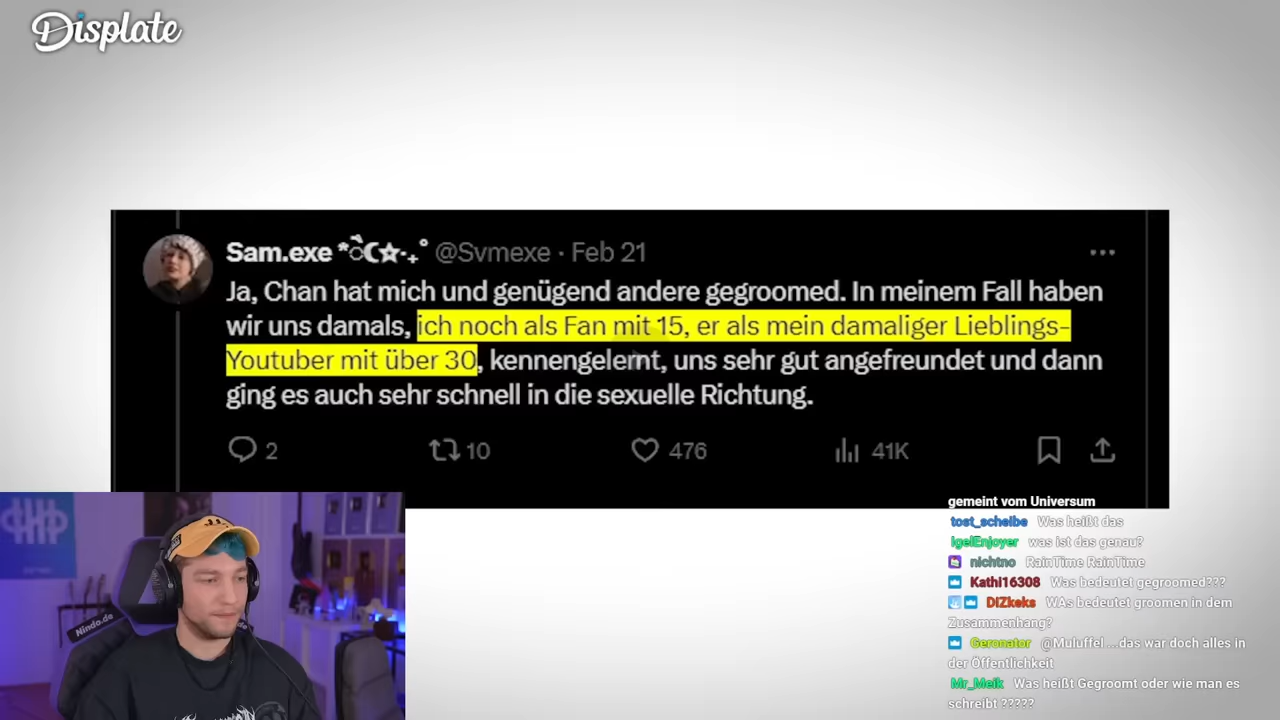 Displate
Sam.exe @Svmexe · Feb 21
Ja, Chan hat mich und genügend andere gegroomed. In meinem Fall haben
wir uns damals, ich noch als Fan mit 15, er als mein damaliger Lieblings-
Youtuber mit über 30, kennengelernt, uns sehr gut angefreundet und dann
ging es auch sehr schnell in die sexuelle Richtung.
2 10 476 41K
Nindo.de
gemeint vom Universum
tost_scheibe Was heißt das
IgelEnjoyer was ist das genau?
nichtno RainTime RainTime
Kathi16308 Was bedeutet gegroomed???
DIZkeks WAs bedeutet groomen in dem
Zusammenhang?
Geronator @Muluffel....das war doch alles in
der Öffentlichkeit
Mr_Meik Was heißt Gegroomt oder wie man es
schreibt ?????